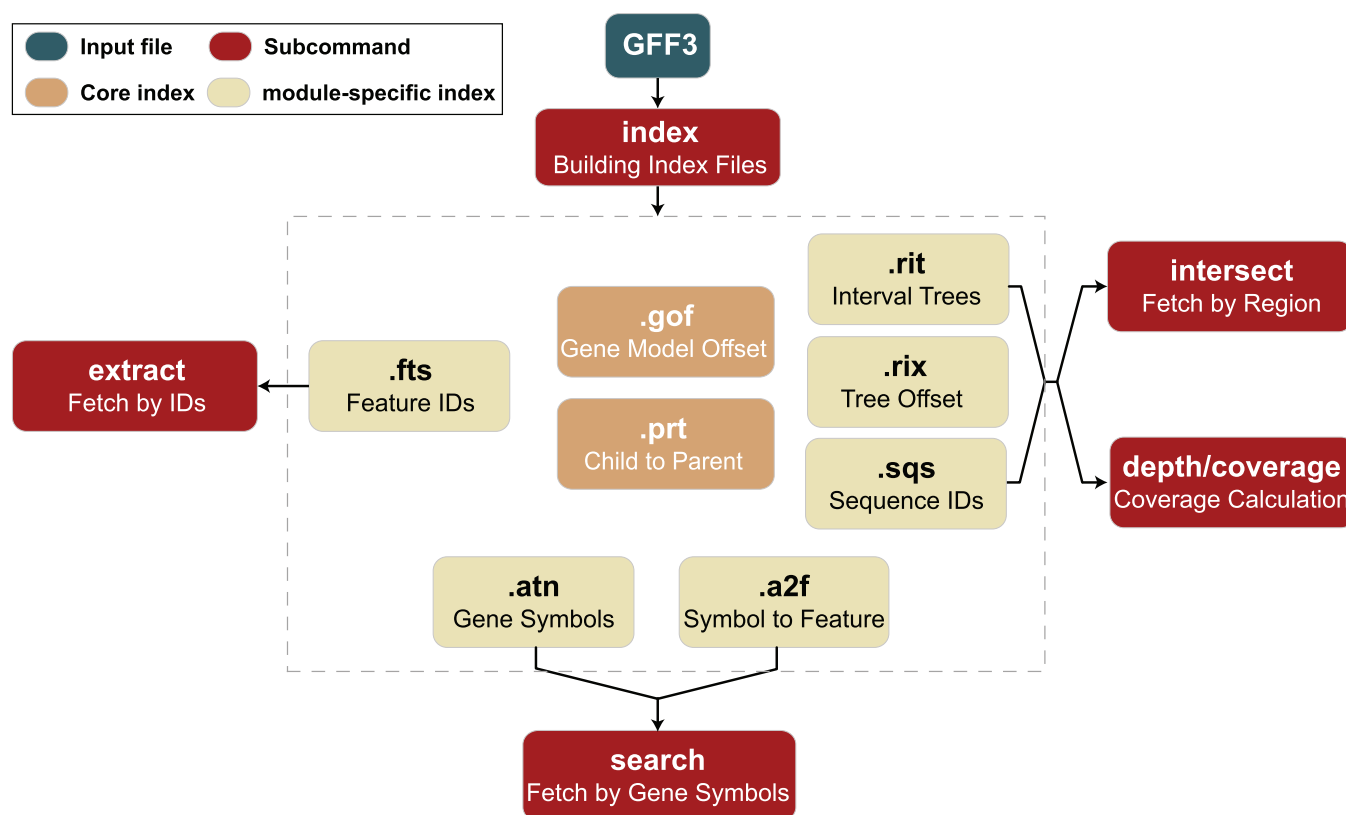 Input file
Subcommand
Core index
module-specific index
GFF3
index
Building Index Files
.rit
Interval Trees
.gof
Gene Model Offset
.rix
Tree Offset
.prt
Child to Parent
.sqs
Sequence IDs
intersect
Fetch by Region
extract
Fetch by IDs
.fts
Feature IDs
depth/coverage
Coverage Calculation
.atn
Gene Symbols
.a2f
Symbol to Feature
search
Fetch by Gene Symbols